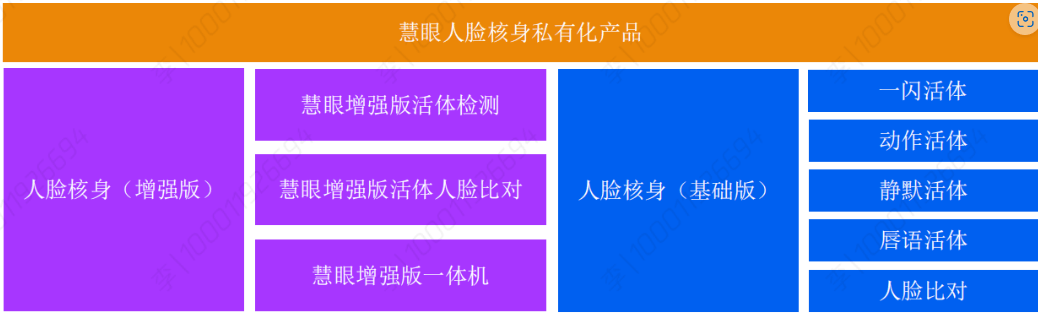 慧眼人脸核身私有化产品
人脸核身（增强版）
慧眼增强版活体检测
慧眼增强版活体人脸比对
慧眼增强版一体机
人脸核身（基础版）
一闪活体
动作活体
静默活体
唇语活体
人脸比对